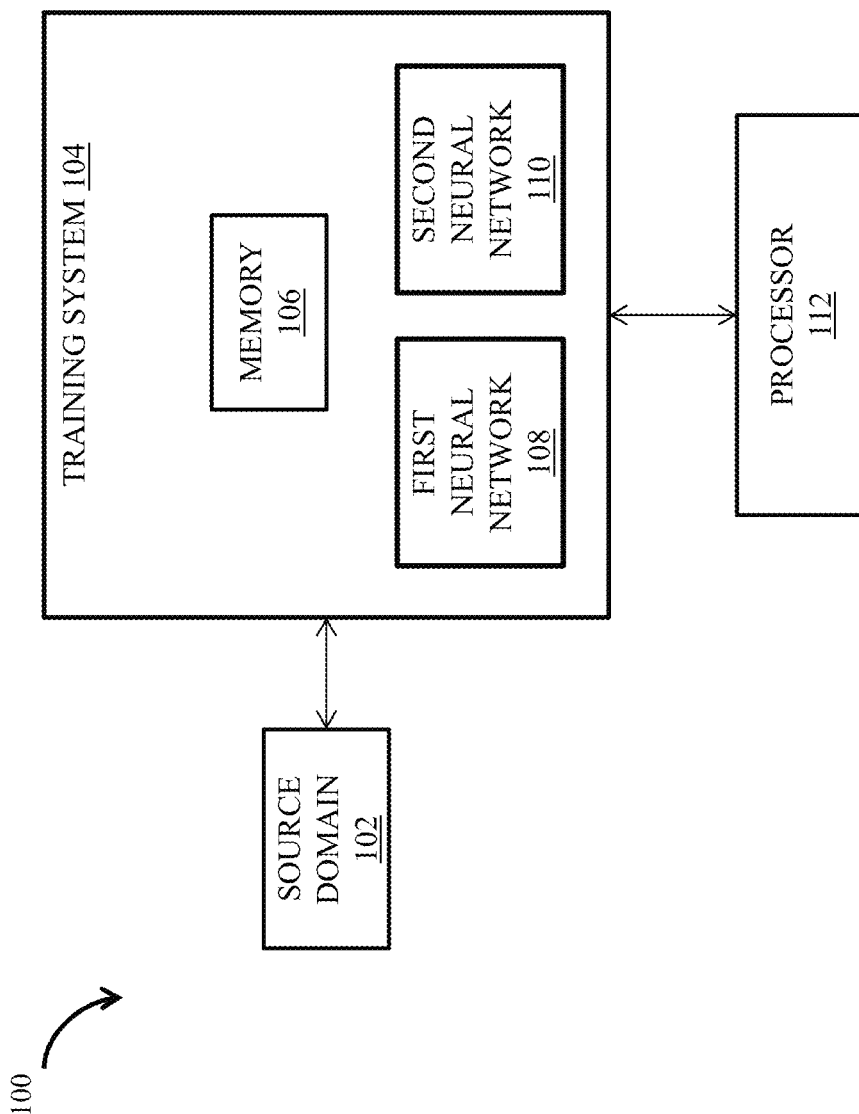 100
TRAINING SYSTEM 104
MEMORY
106
SOURCE
DOMAIN
102
FIRST
NEURAL
NETWORK
108
SECOND
NEURAL
NETWORK
110
PROCESSOR
112